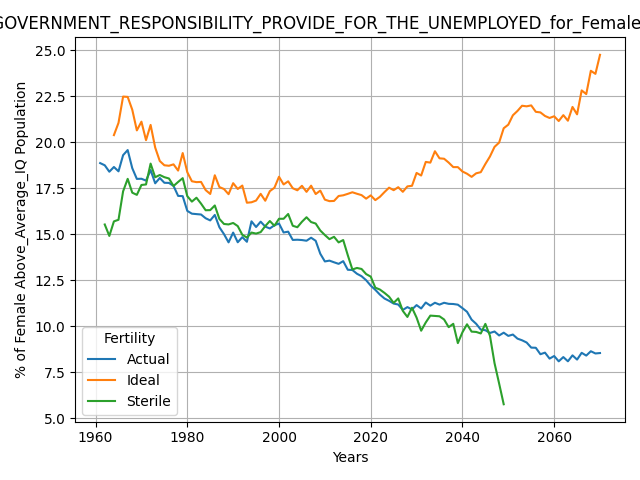 GOVERNMENT_RESPONSIBILITY_PROVIDE_FOR_THE_UNEMPLOYED_for_Female
25.0
22.5
20.0
17.5
15.0
12.5
10.0
7.5
5.0
% of Female Above_Average_IQ Population
Fertility
Actual
Ideal
Sterile
1960 1980 2000 2020 2040 2060
Years